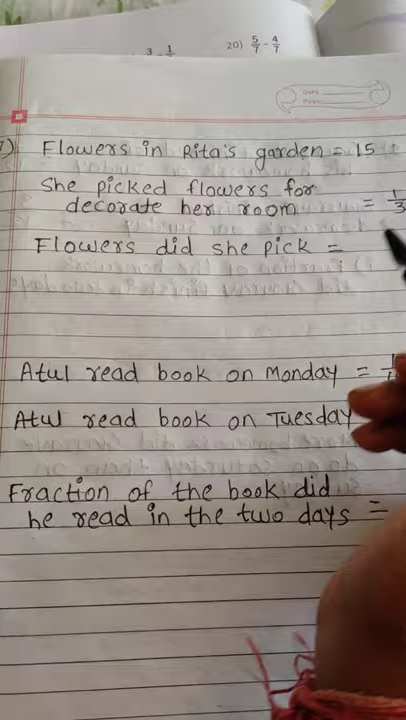 20) 5/7 - 4/7
1) Flowers in Rita's garden = 15
She picked flowers for
decorate her room = 1/3
Flowers did she pick =
Atul read book on Monday =
Atul read book on Tuesday
Fraction of the book did
he read in the two days =